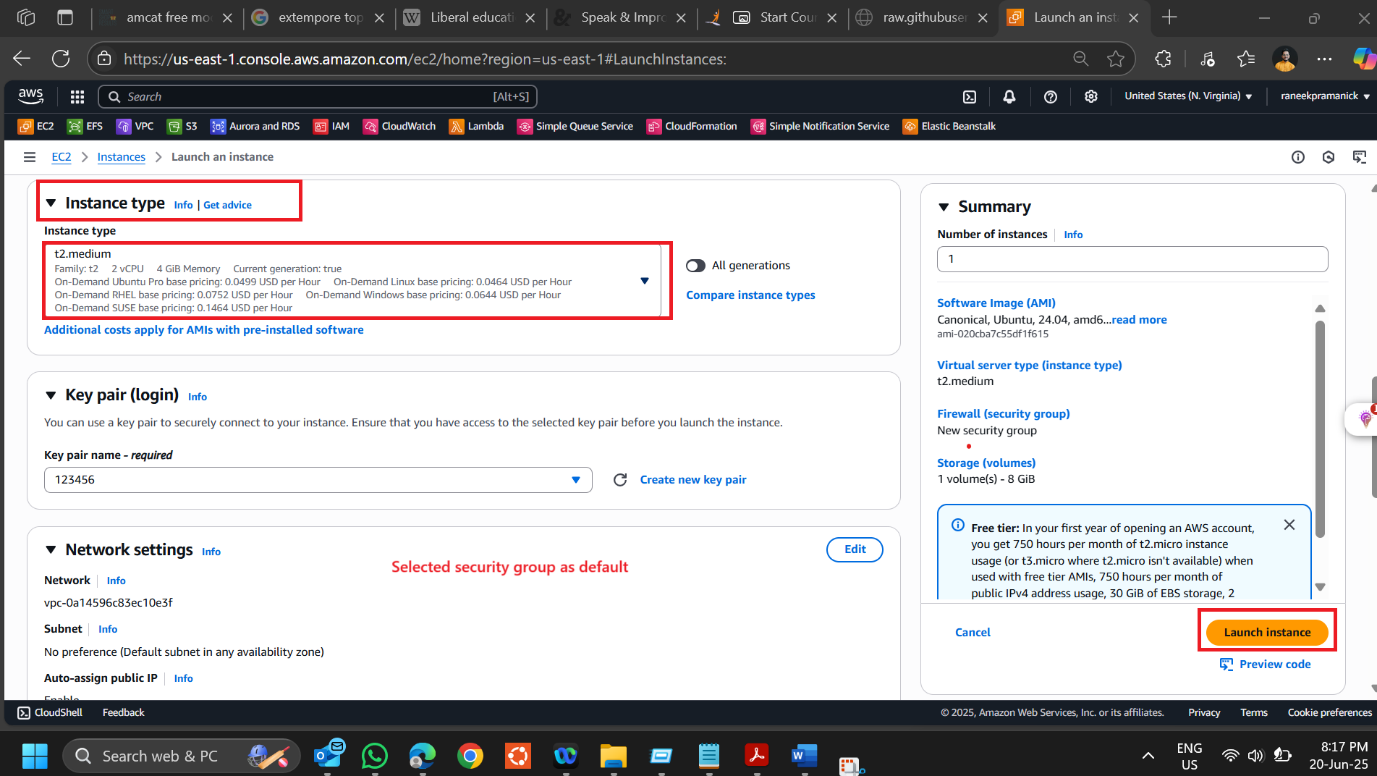 amcat free mo
extempore top
Liberal educati
Speak & Impro
Start Cou
raw.githubuser
Launch an inst
https://us-east-1.console.aws.amazon.com/ec2/home?region=us-east-1#LaunchInstances:
aws
Search
[Alt+S]
United States (N. Virginia)
raneekpramanick
EC2
EFS
VPC
S3
Aurora and RDS
IAM
CloudWatch
Lambda
Simple Queue Service
CloudFormation
Simple Notification Service
Elastic Beanstalk
EC2 > Instances > Launch an instance
Instance type Info | Get advice
Instance type
t2.medium
Family: t2 2 vCPU 4 GiB Memory Current generation: true
On-Demand Ubuntu Pro base pricing: 0.0499 USD per Hour On-Demand Linux base pricing: 0.0464 USD per Hour
On-Demand RHEL base pricing: 0.0752 USD per Hour On-Demand Windows base pricing: 0.0644 USD per Hour
On-Demand SUSE base pricing: 0.1464 USD per Hour
All generations
Compare instance types
Additional costs apply for AMIs with pre-installed software
Key pair (login) Info
You can use a key pair to securely connect to your instance. Ensure that you have access to the selected key pair before you launch the instance.
Key pair name - required
123456
Create new key pair
Network settings Info
Edit
Selected security group as default
Network Info
vpc-0a14596c83ec10e3f
Subnet Info
No preference (Default subnet in any availability zone)
Auto-assign public IP Info
Enable
Summary
Number of instances Info
1
Software Image (AMI)
Canonical, Ubuntu, 24.04, amd6...read more
ami-020cba7c55df1f615
Virtual server type (instance type)
t2.medium
Firewall (security group)
New security group
Storage (volumes)
1 volume(s) - 8 GiB
Free tier: In your first year of opening an AWS account,
you get 750 hours per month of t2.micro instance
usage (or t3.micro where t2.micro isn't available) when
used with free tier AMIs, 750 hours per month of
public IPv4 address usage, 30 GiB of EBS storage, 2
Cancel
Launch instance
Preview code
CloudShell
Feedback
© 2025, Amazon Web Services, Inc. or its affiliates.
Privacy
Terms
Cookie preferences
Search web & PC
ENG
US
8:17 PM
20-Jun-25